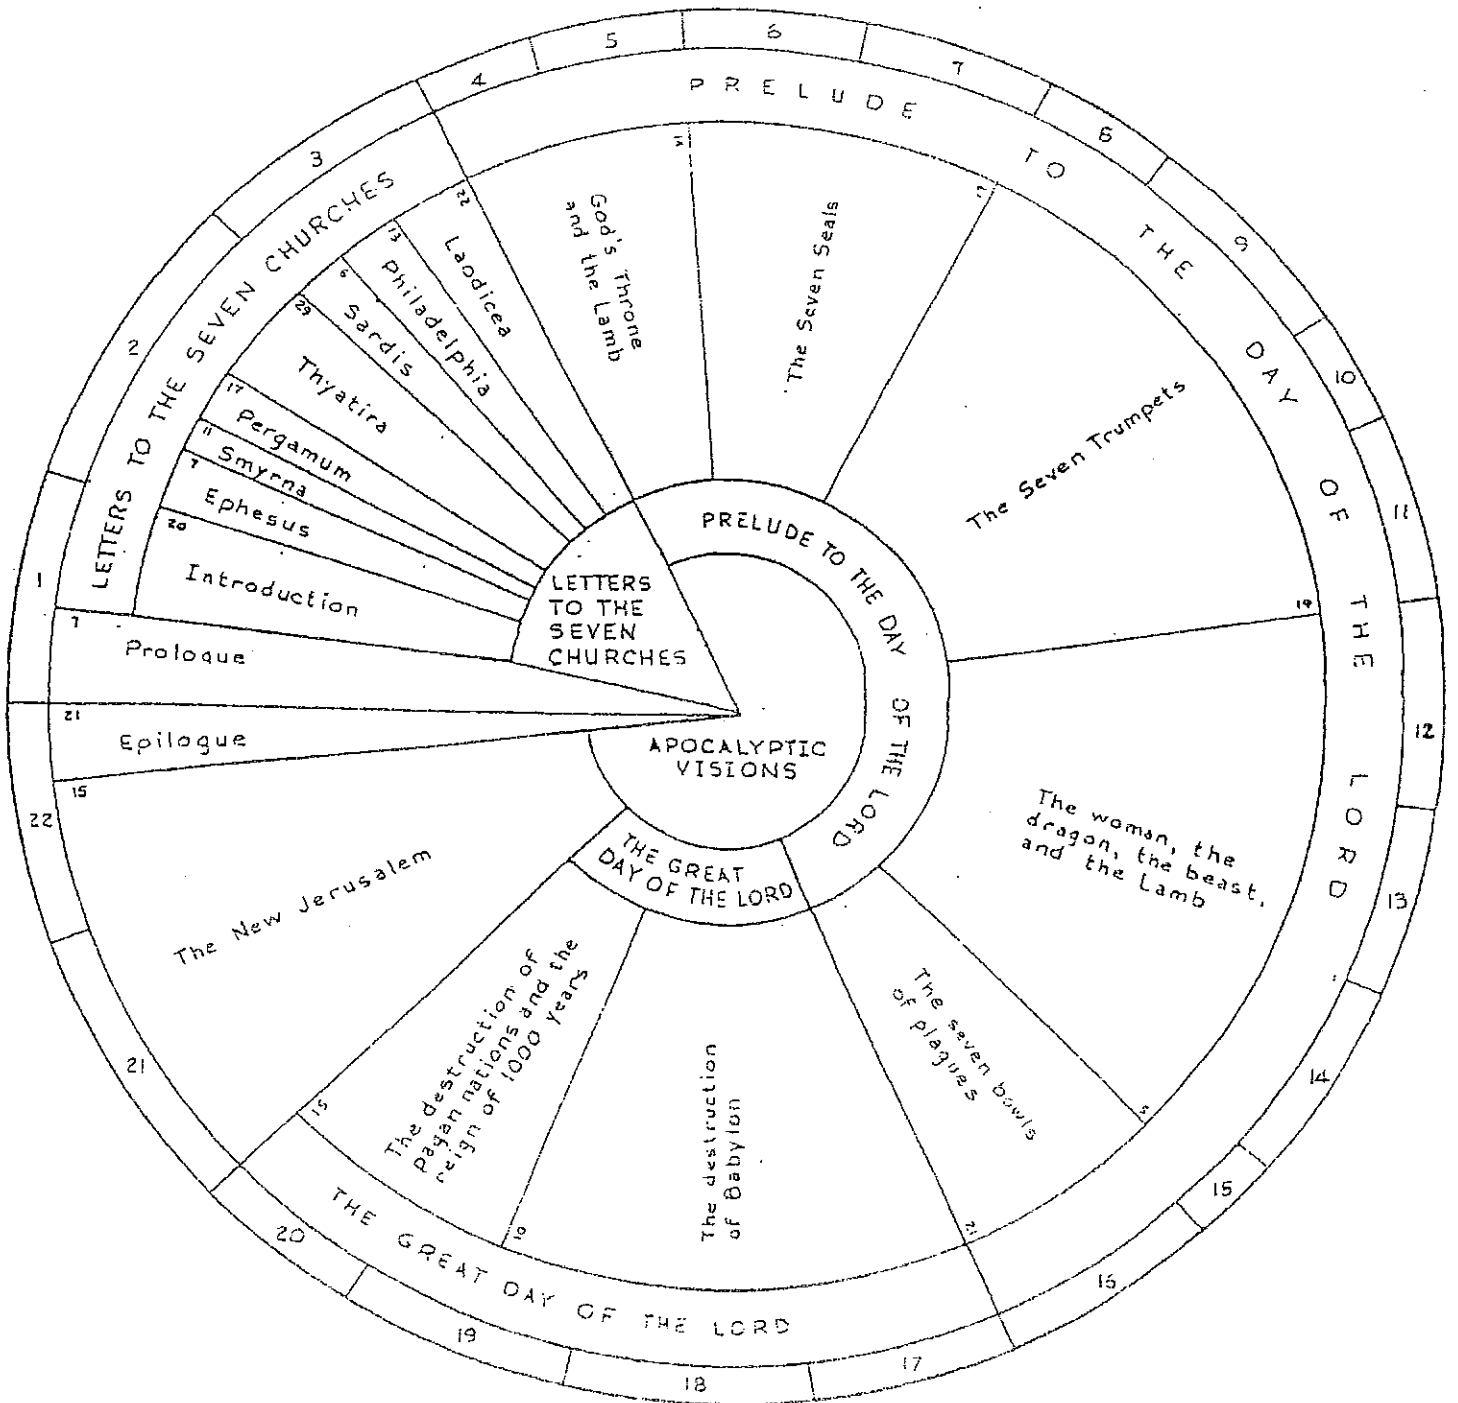 1
2
3
4
5
6
7
8
9
10
11
12
13
14
15
16
17
18
19
20
21
22
LETTERS TO THE SEVEN CHURCHES
PRELUDE TO THE DAY OF THE LORD
THE GREAT DAY OF THE LORD
7
Prologue
20
Introduction
7
Ephesus
11
Smyrna
17
Pergamum
29
Thyatira
6
Sardis
13
Philadelphia
22
Laodicea
God's Throne
and the Lamb
The Seven Seals
The Seven Trumpets
19
The woman, the
dragon, the beast,
and the Lamb
The seven bowls
of plagues
21
The destruction
of Babylon
10
The destruction of
pagan nations and the
reign of 1000 years
15
The New Jerusalem
15
Epilogue
21
LETTERS
TO THE
SEVEN
CHURCHES
PRELUDE TO THE DAY OF THE LORD
APOCALYPTIC
VISIONS
THE GREAT
DAY OF THE LORD